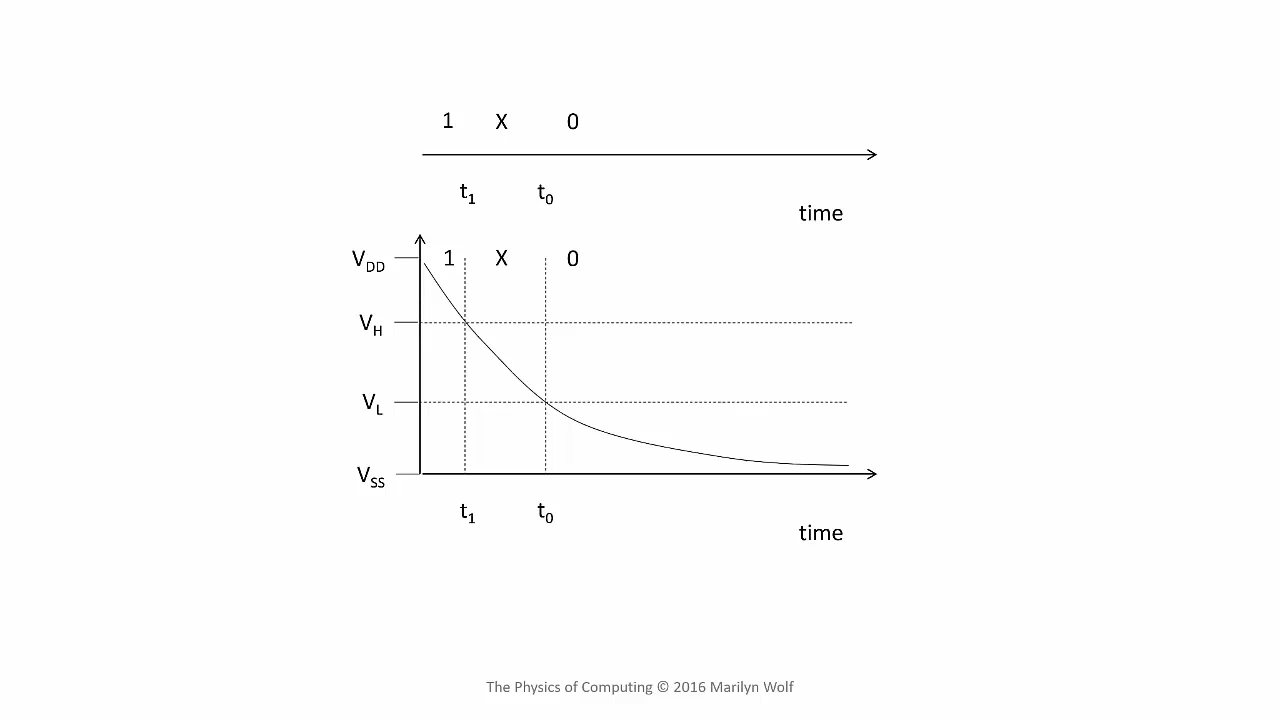 1 X 0
t₁ t₀
time
V_DD 1 X 0
V_H
V_L
V_SS
t₁ t₀
time
The Physics of Computing © 2016 Marilyn Wolf